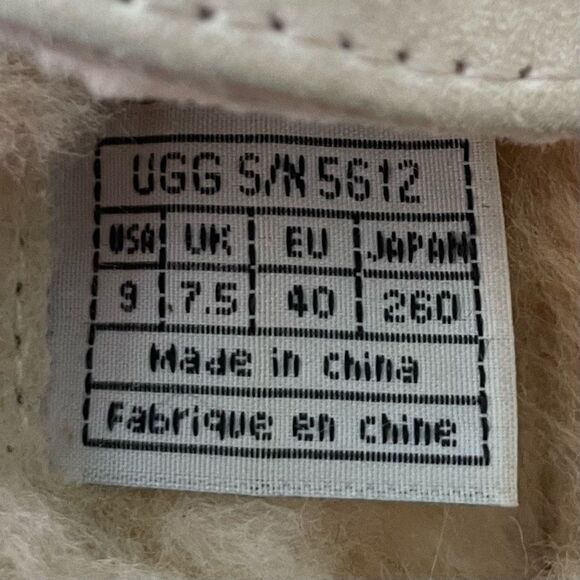 UGG S/N 5612
USA UK EU JAPAN
9 7.5 40 260
Made in china
Fabrique en chine